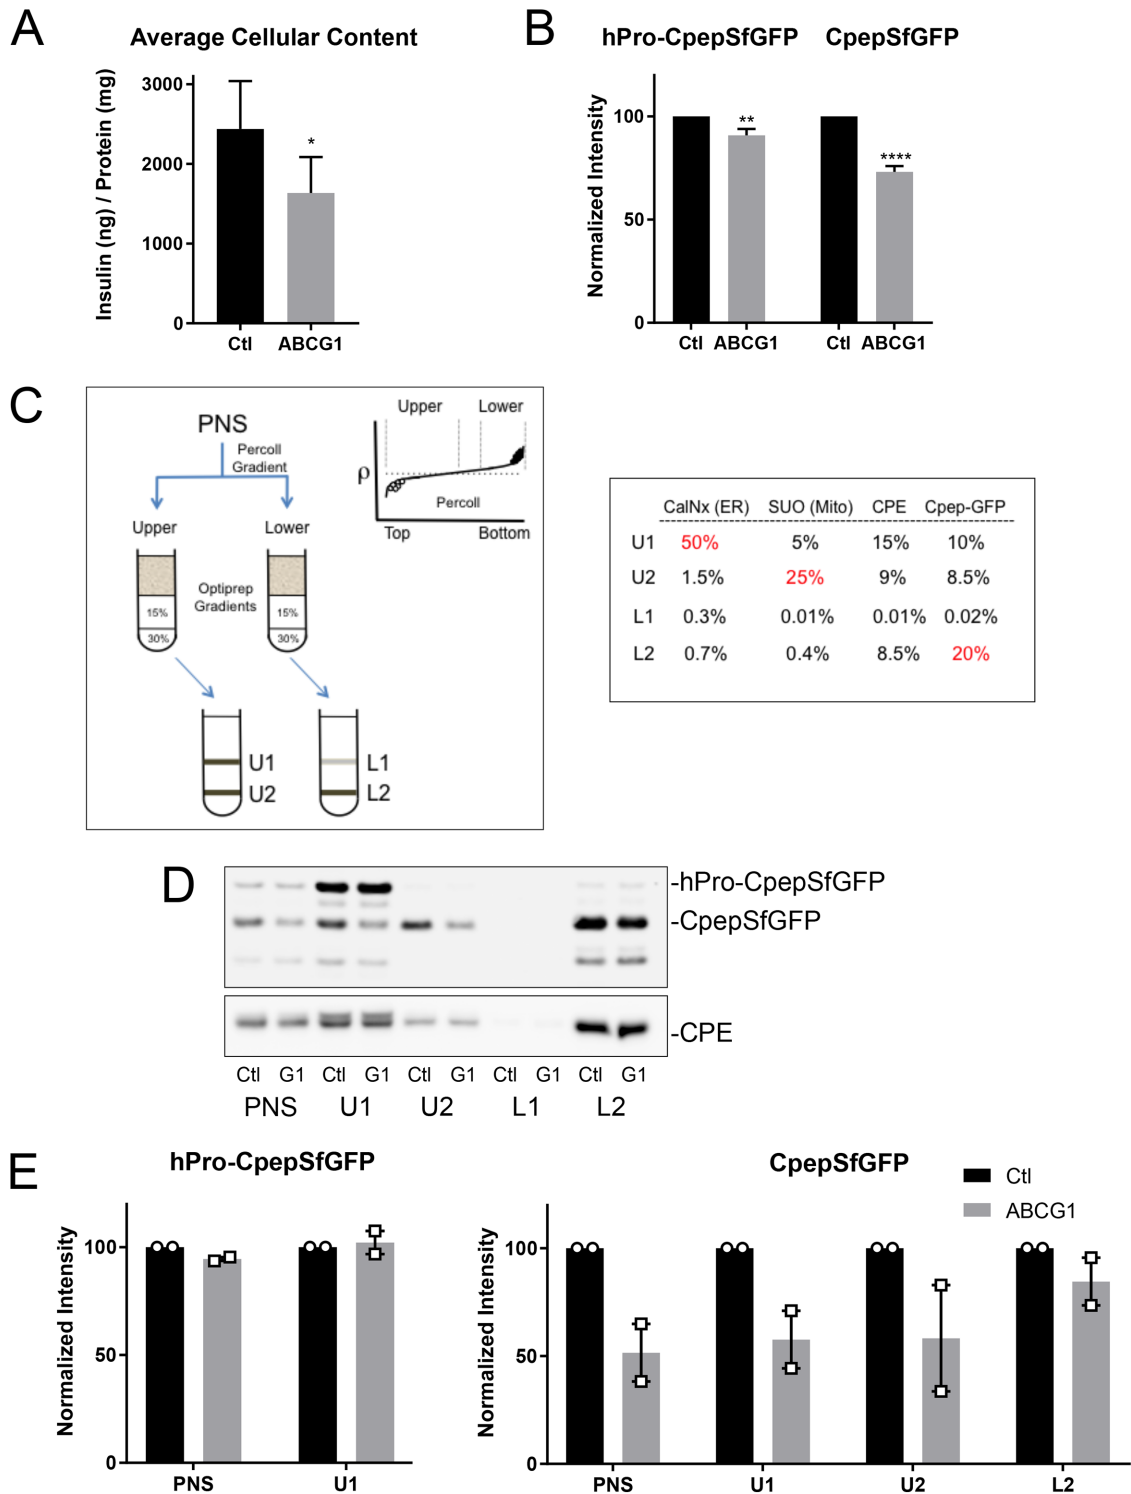 A
Average Cellular Content
Insulin (ng) / Protein (mg)
3000
2000
1000
0
*
Ctl ABCG1
B
hPro-CpepSfGFP CpepSfGFP
Normalized Intensity
100
50
0
**
****
Ctl ABCG1 Ctl ABCG1
C
PNS
Percoll
Gradient
Upper Lower
Optiprep
Gradients
15% 15%
30% 30%
U1 L1
U2 L2
Upper Lower
ρ
Percoll
Top Bottom
CalNx (ER) SUO (Mito) CPE Cpep-GFP
U1 50% 5% 15% 10%
U2 1.5% 25% 9% 8.5%
L1 0.3% 0.01% 0.01% 0.02%
L2 0.7% 0.4% 8.5% 20%
D
-hPro-CpepSfGFP
-CpepSfGFP
-CPE
Ctl G1 Ctl G1 Ctl G1 Ctl G1 Ctl G1
PNS U1 U2 L1 L2
E
hPro-CpepSfGFP
Normalized Intensity
100
50
0
PNS U1
CpepSfGFP
Ctl
ABCG1
Normalized Intensity
100
50
0
PNS U1 U2 L2